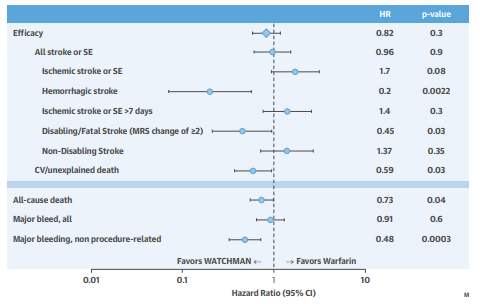 HR p-value
Efficacy 0.82 0.3
All stroke or SE 0.96 0.9
Ischemic stroke or SE 1.7 0.08
Hemorrhagic stroke 0.2 0.0022
Ischemic stroke or SE >7 days 1.4 0.3
Disabling/Fatal Stroke (MRS change of ≥2) 0.45 0.03
Non-Disabling Stroke 1.37 0.35
CV/unexplained death 0.59 0.03
All-cause death 0.73 0.04
Major bleed, all 0.91 0.6
Major bleeding, non procedure-related 0.48 0.0003
Favors WATCHMAN ← → Favors Warfarin
0.01 0.1 1 10
Hazard Ratio (95% CI)
M